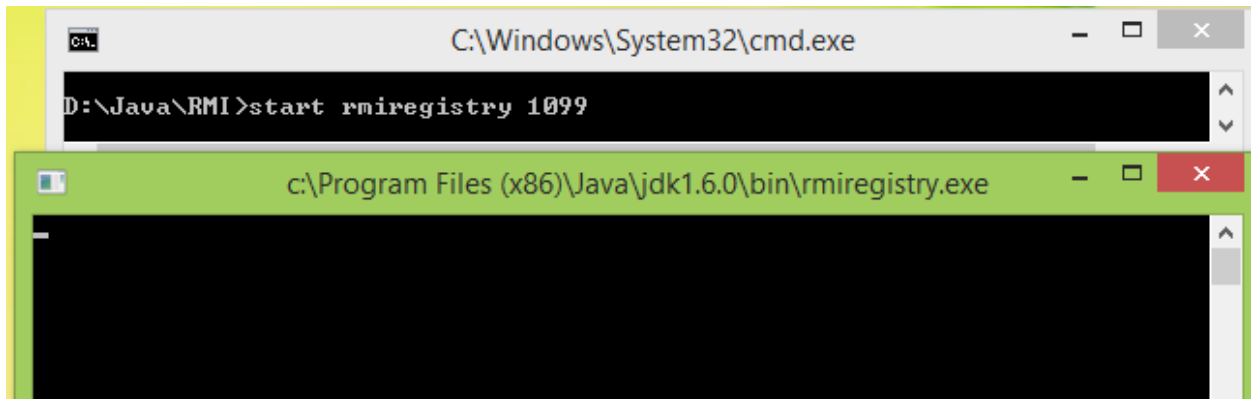 C:\Windows\System32\cmd.exe
D:\Java\RMI>start rmiregistry 1099
c:\Program Files (x86)\Java\jdk1.6.0\bin\rmiregistry.exe